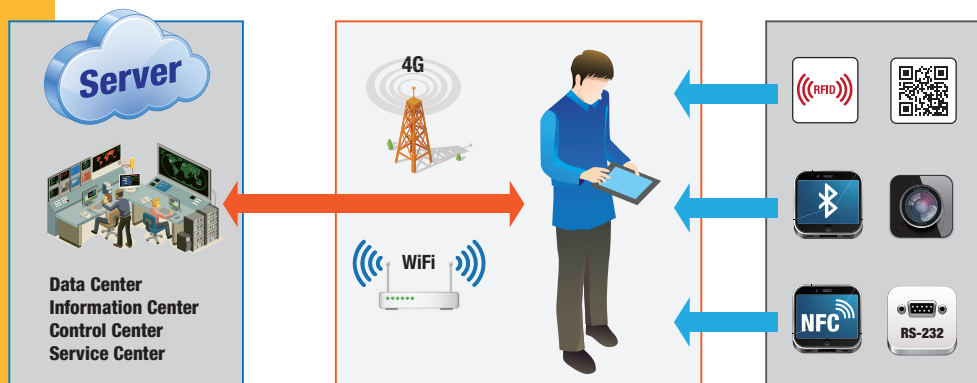 Server
Data Center
Information Center
Control Center
Service Center
4G
WiFi
RFID
NFC
RS-232